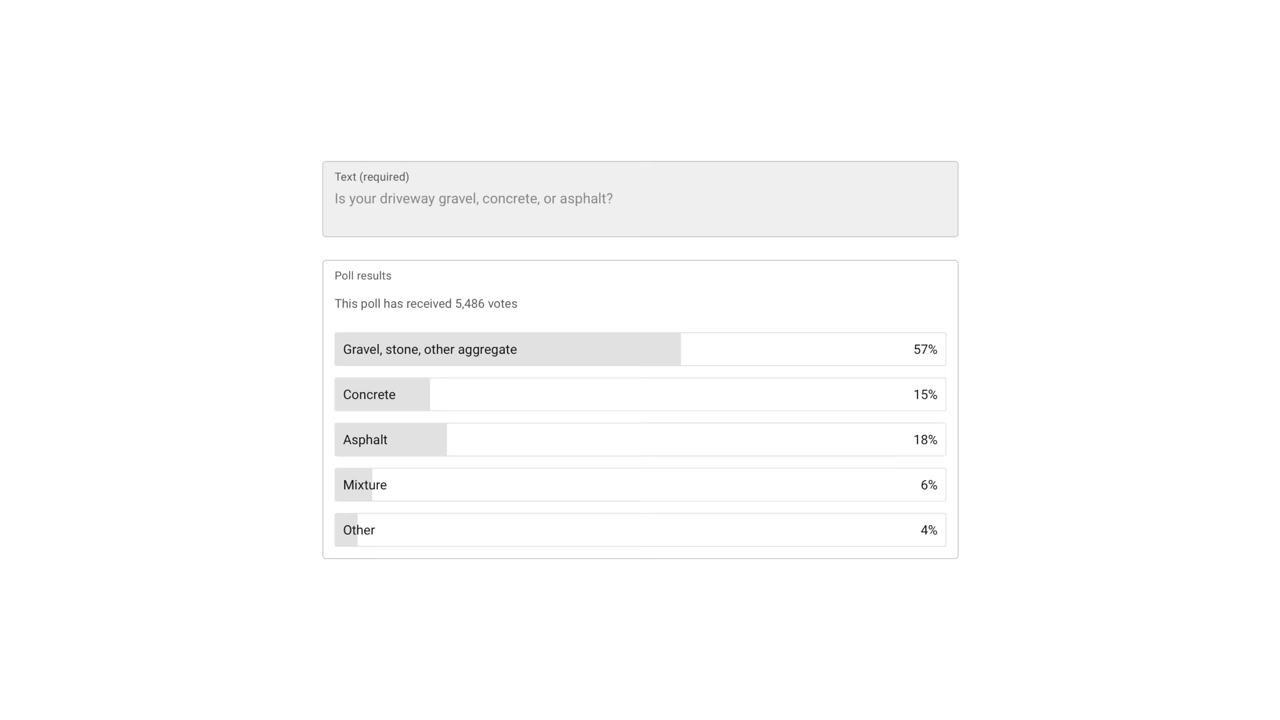 Text (required)
Is your driveway gravel, concrete, or asphalt?
Poll results
This poll has received 5,486 votes
Gravel, stone, other aggregate 57%
Concrete 15%
Asphalt 18%
Mixture 6%
Other 4%